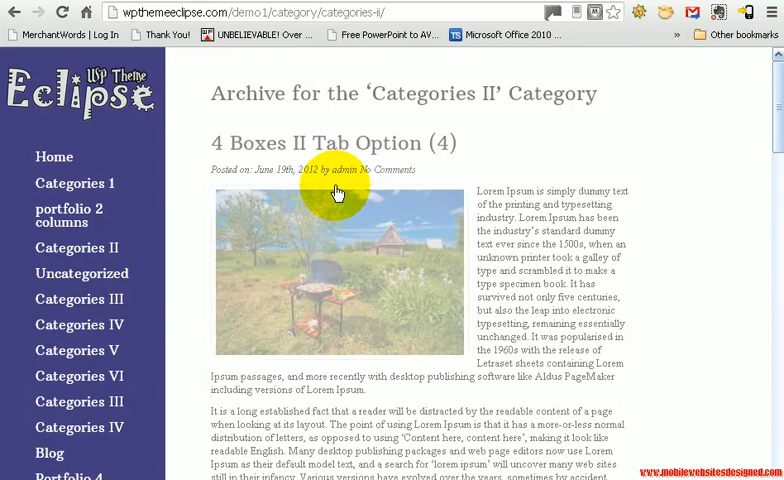 wpthemeeclipse.com/demo1/category/categories-ii/
MerchantWords | Log In
Thank You!
UNBELIEVABLE! Over ...
Free PowerPoint to AV...
Microsoft Office 2010 ...
»
Other bookmarks
WSP Theme
Eclipse
Home
Categories 1
portfolio 2
columns
Categories II
Uncategorized
Categories III
Categories IV
Categories V
Categories VI
Categories III
Categories IV
Blog
Portfolio 4
Archive for the ‘Categories II’ Category
4 Boxes II Tab Option (4)
Posted on: June 19th, 2012 by admin No Comments
Lorem Ipsum is simply dummy text
of the printing and typesetting
industry. Lorem Ipsum has been
the industry’s standard dummy
text ever since the 1500s, when an
unknown printer took a galley of
type and scrambled it to make a
type specimen book. It has
survived not only five centuries,
but also the leap into electronic
typesetting, remaining essentially
unchanged. It was popularised in
the 1960s with the release of
Letraset sheets containing Lorem
Ipsum passages, and more recently with desktop publishing software like Aldus PageMaker
including versions of Lorem Ipsum.
It is a long established fact that a reader will be distracted by the readable content of a page
when looking at its layout. The point of using Lorem Ipsum is that it has a more-or-less normal
distribution of letters, as opposed to using ‘Content here, content here’, making it look like
readable English. Many desktop publishing packages and web page editors now use Lorem
Ipsum as their default model text, and a search for ‘lorem ipsum’ will uncover many web sites
still in their infancy. Various versions have evolved over the years, sometimes by accident,
www.mobilewebsitesdesigned.com